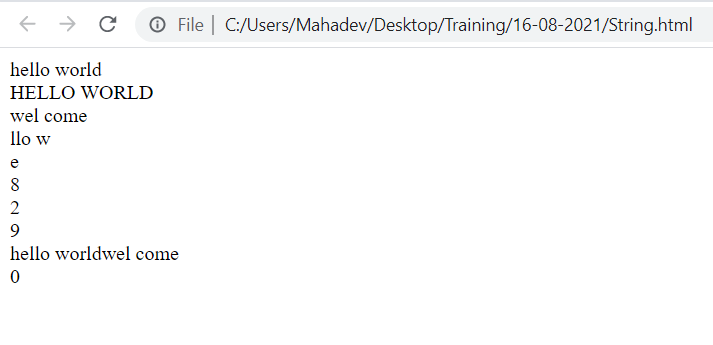 File | C:/Users/Mahadev/Desktop/Training/16-08-2021/String.html
hello world
HELLO WORLD
wel come
llo w
e
8
2
9
hello worldwel come
0